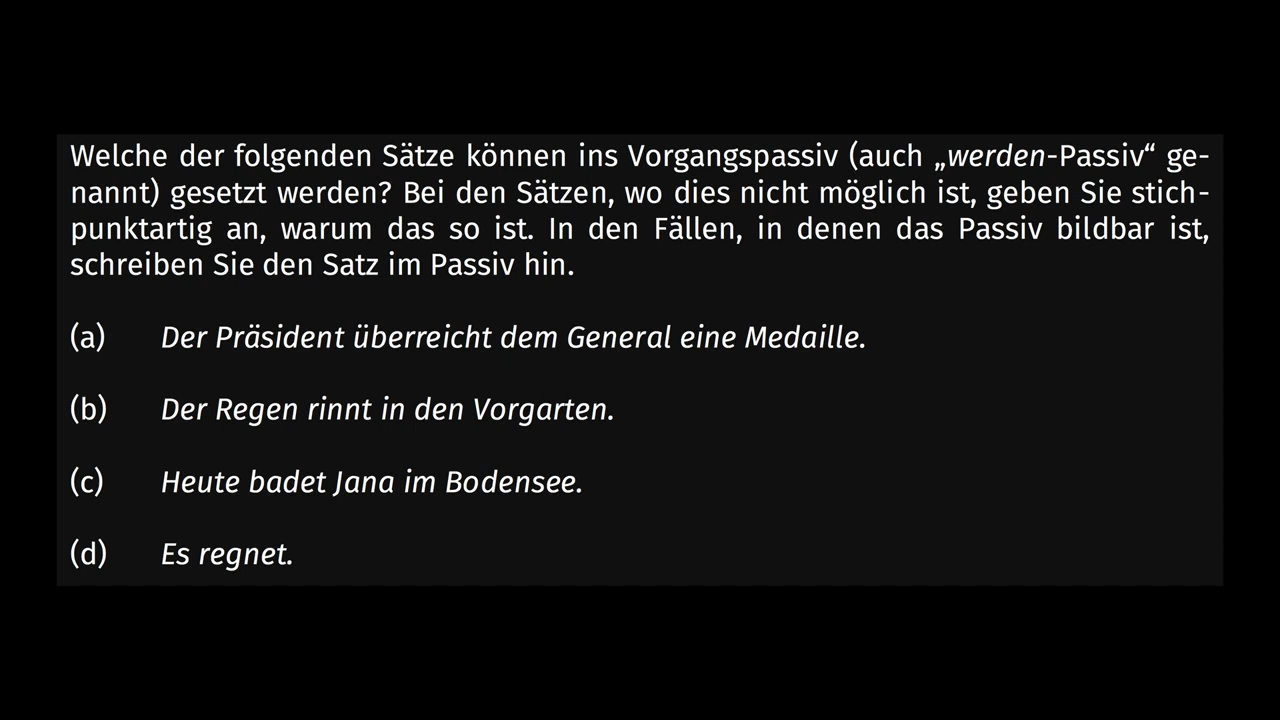 Welche der folgenden Sätze können ins Vorgangspassiv (auch „werden-Passiv“ ge-
nannt) gesetzt werden? Bei den Sätzen, wo dies nicht möglich ist, geben Sie stich-
punktartig an, warum das so ist. In den Fällen, in denen das Passiv bildbar ist,
schreiben Sie den Satz im Passiv hin.
(a) Der Präsident überreicht dem General eine Medaille.
(b) Der Regen rinnt in den Vorgarten.
(c) Heute badet Jana im Bodensee.
(d) Es regnet.